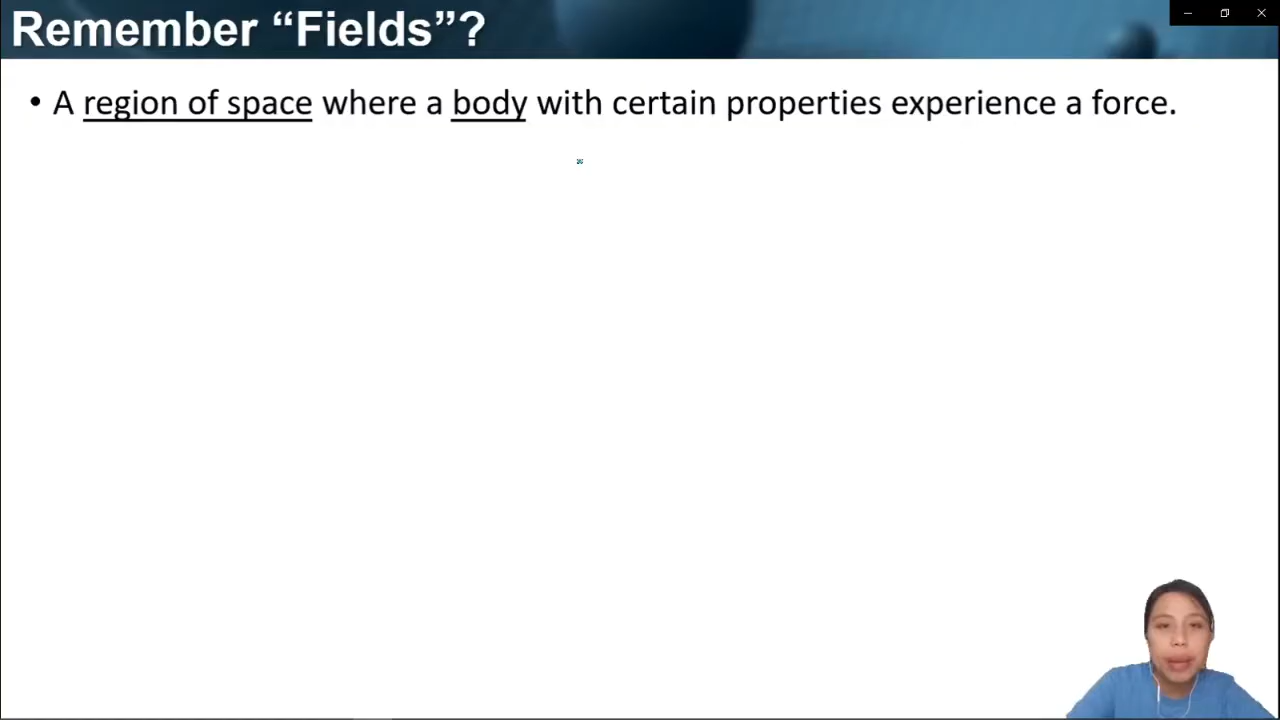 Remember “Fields”?
• A region of space where a body with certain properties experience a force.